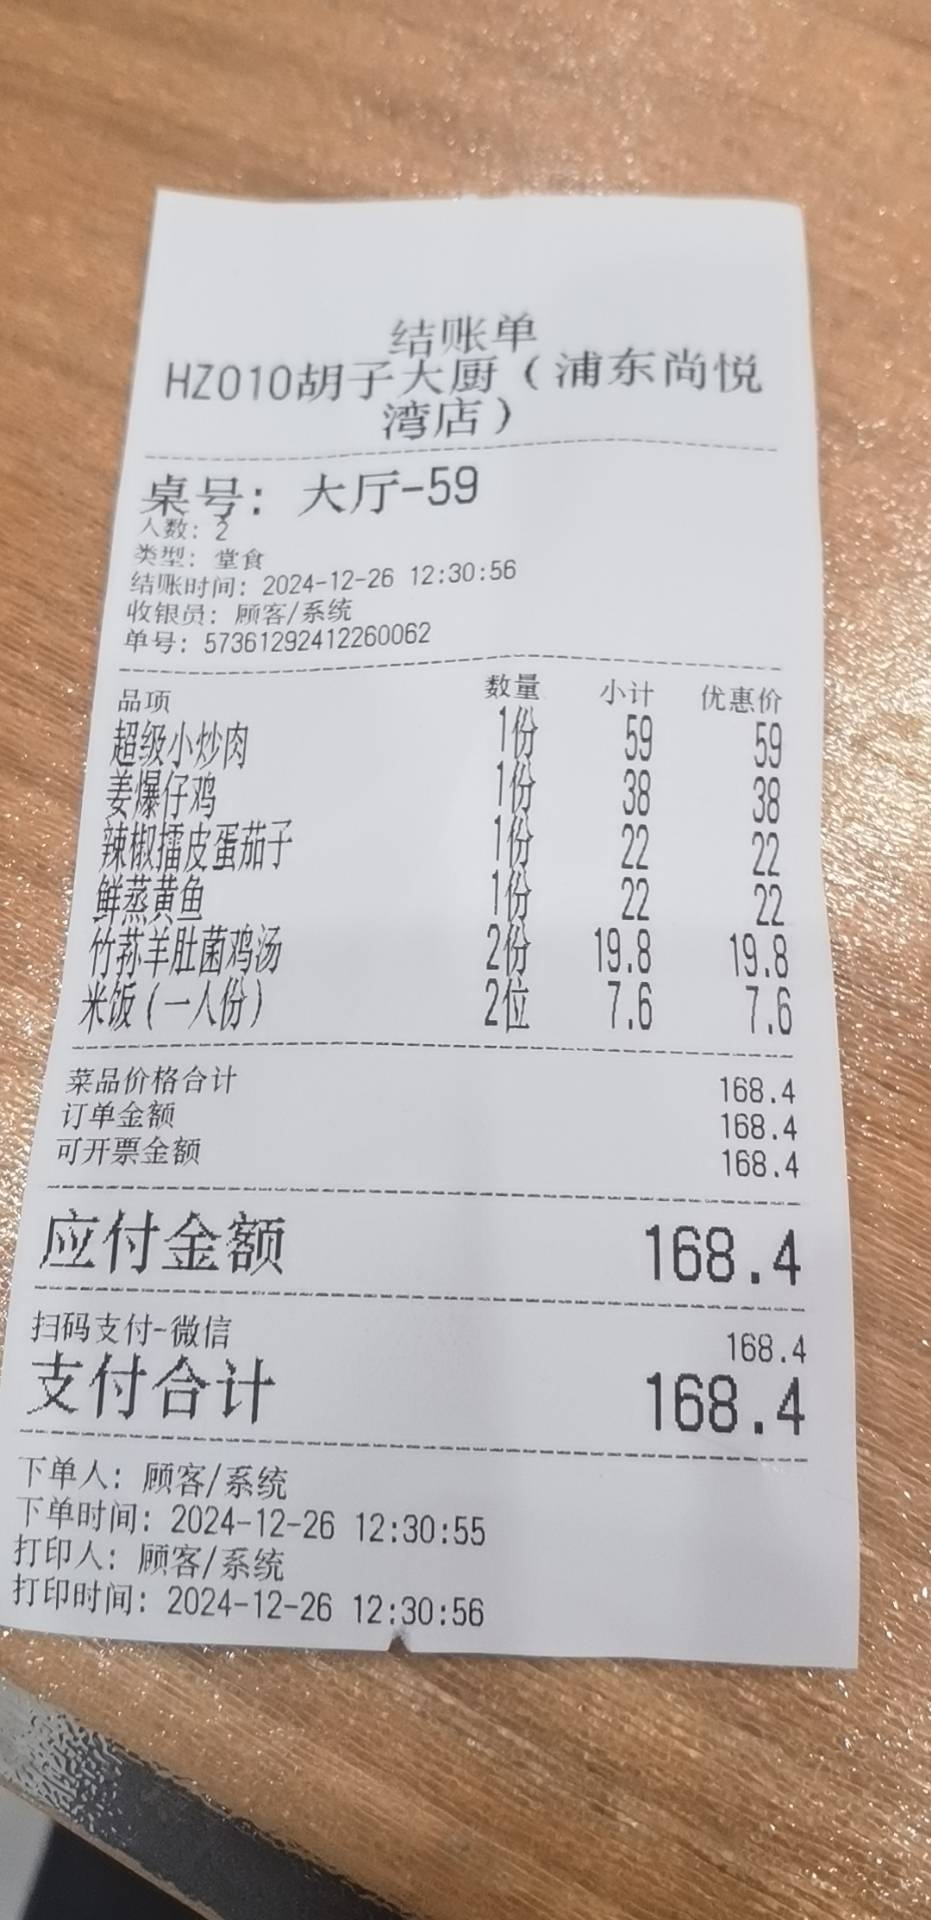 结账单
HZ010胡子大厨（浦东尚悦
湾店）
桌号：大厅-59
人数：2
类型：堂食
结账时间：2024-12-26 12:30:56
收银员：顾客/系统
单号：57361292412260062
品项 数量 小计 优惠价
超级小炒肉 1份 59 59
姜爆仔鸡 1份 38 38
辣椒擂皮蛋茄子 1份 22 22
鲜蒸黄鱼 1份 22 22
竹荪羊肚菌鸡汤 2份 19.8 19.8
米饭（一人份） 2位 7.6 7.6
菜品价格合计 168.4
订单金额 168.4
可开票金额 168.4
应付金额 168.4
扫码支付-微信 168.4
支付合计 168.4
下单人：顾客/系统
下单时间：2024-12-26 12:30:55
打印人：顾客/系统
打印时间：2024-12-26 12:30:56